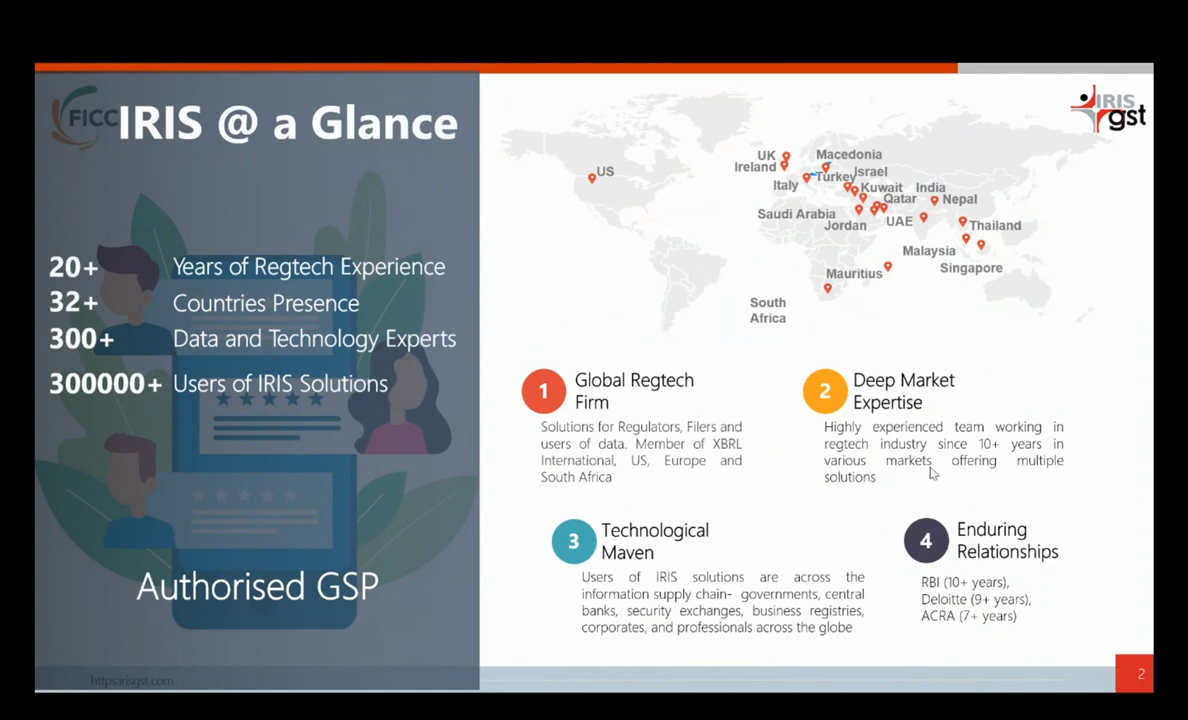 FICC
IRIS @ a Glance
20+ Years of Regtech Experience
32+ Countries Presence
300+ Data and Technology Experts
300000+ Users of IRIS Solutions
Authorised GSP
https:irisgst.com
IRIS
gst
US
UK
Ireland
Italy
Macedonia
Turkey
Israel
Kuwait
Qatar
India
Nepal
Saudi Arabia
Jordan
UAE
Thailand
Malaysia
Singapore
Mauritius
South
Africa
1
Global Regtech
Firm
Solutions for Regulators, Filers and
users of data. Member of XBRL
International, US, Europe and
South Africa
2
Deep Market
Expertise
Highly experienced team working in
regtech industry since 10+ years in
various markets offering multiple
solutions
3
Technological
Maven
Users of IRIS solutions are across the
information supply chain- governments, central
banks, security exchanges, business registries,
corporates, and professionals across the globe
4
Enduring
Relationships
RBI (10+ years),
Deloitte (9+ years),
ACRA (7+ years)
2